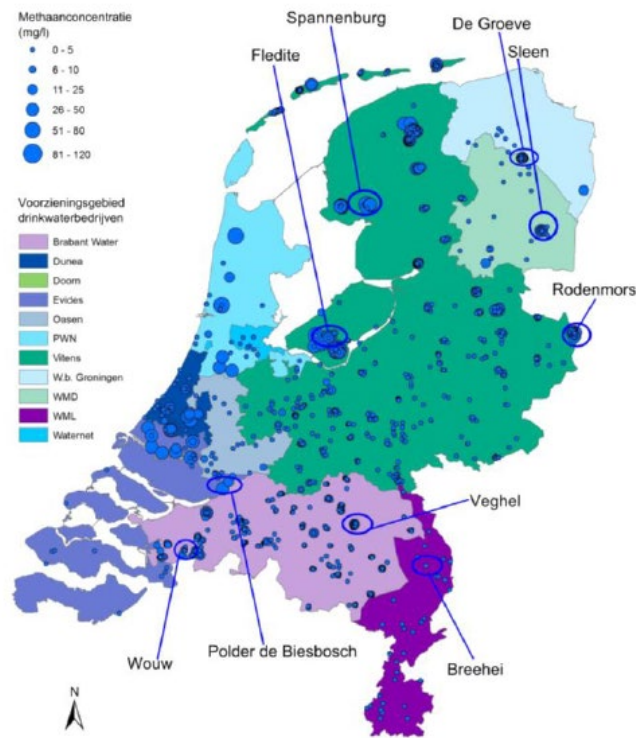 Methaanconcentratie
(mg/l)
0 - 5
6 - 10
11 - 25
26 - 50
51 - 80
81 - 120
Voorzieningsgebied
drinkwaterbedrijven
Brabant Water
Dunea
Doorn
Evides
Oasen
PWN
Vitens
W.b. Groningen
WMD
WML
Waternet
Spannenburg
Fledite
De Groeve
Sleen
Rodenmors
Veghel
Breehei
Polder de Biesbosch
Wouw
N